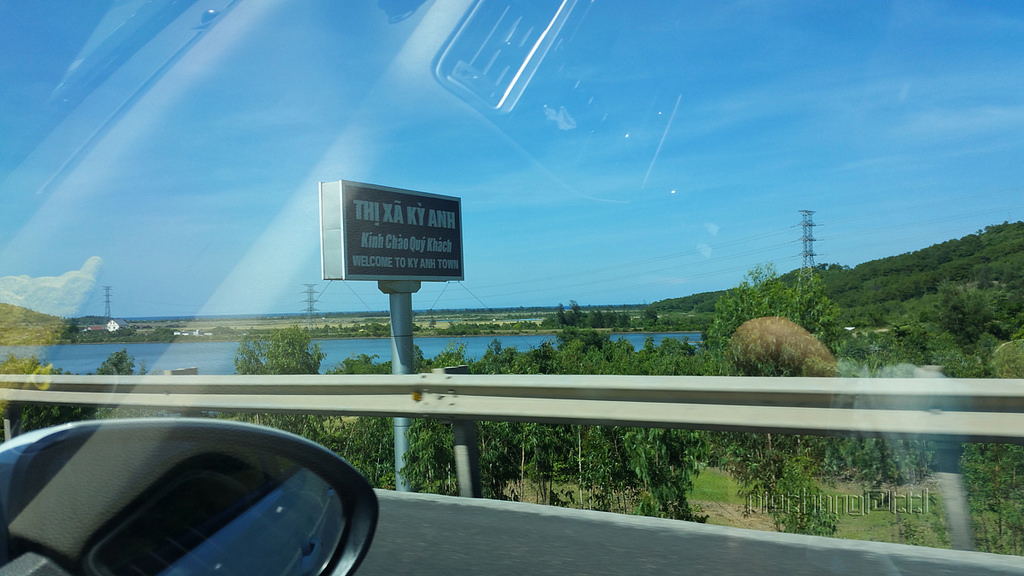 THỊ XÃ KỲ ANH
Kính Chào Quý Khách
WELCOME TO KY ANH TOWN